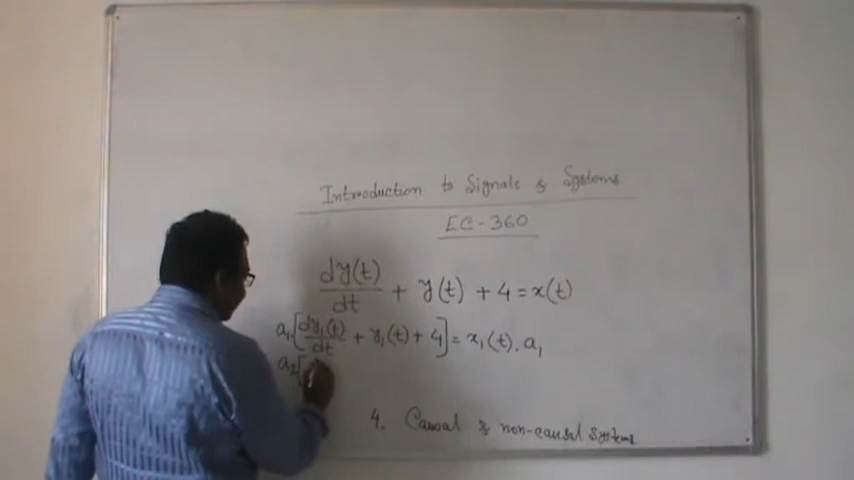 Introduction to Signals & Systems
EC-360
dy(t)/dt + y(t) + 4 = x(t)
a₁.[dy₁(t)/dt + y₁(t) + 4] = x₁(t). a₁
a₂[
4. Causal & non-causal Systems